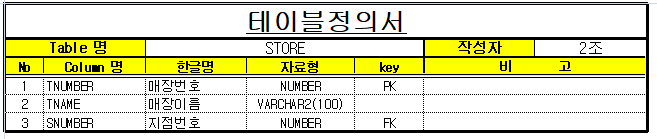 테이블정의서
Table 명 STORE 작성자 2조
No Column 명 한글명 자료형 key 비 고
1 TNUMBER 매장번호 NUMBER PK
2 TNAME 매장이름 VARCHAR2(100)
3 SNUMBER 지점번호 NUMBER FK